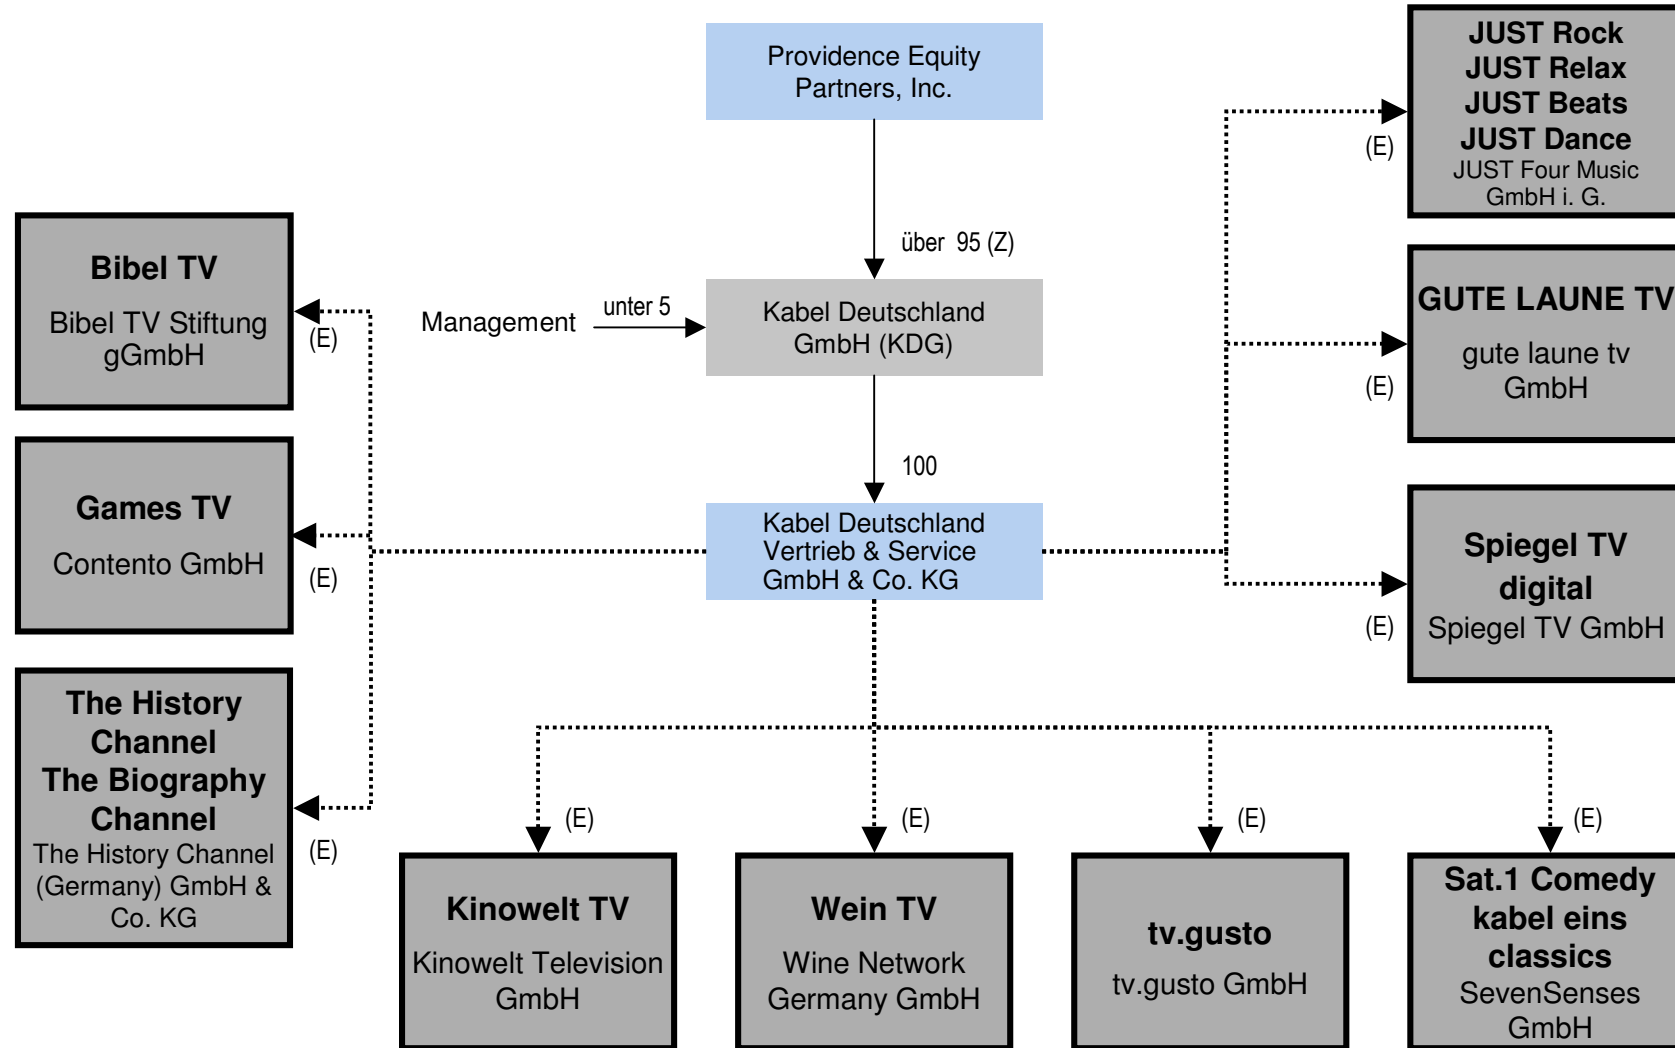 Providence Equity
Partners, Inc.
über 95 (Z)
Management
unter 5
Kabel Deutschland
GmbH (KDG)
100
Kabel Deutschland
Vertrieb & Service
GmbH & Co. KG
Bibel TV
Bibel TV Stiftung
gGmbH
(E)
Games TV
Contento GmbH
(E)
The History
Channel
The Biography
Channel
The History Channel
(Germany) GmbH &
Co. KG
(E)
JUST Rock
JUST Relax
JUST Beats
JUST Dance
JUST Four Music
GmbH i. G.
(E)
GUTE LAUNE TV
gute laune tv
GmbH
(E)
Spiegel TV
digital
Spiegel TV GmbH
(E)
(E)
Kinowelt TV
Kinowelt Television
GmbH
(E)
Wein TV
Wine Network
Germany GmbH
(E)
tv.gusto
tv.gusto GmbH
(E)
Sat.1 Comedy
kabel eins
classics
SevenSenses
GmbH